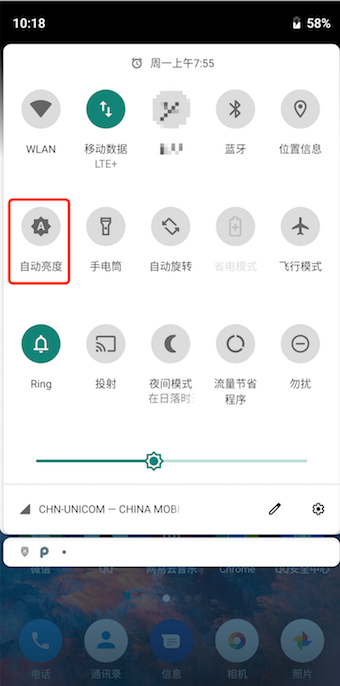 10:18
58%
周一上午7:55
WLAN
移动数据
LTE+
蓝牙
位置信息
A
自动亮度
手电筒
自动旋转
省电模式
飞行模式
Ring
投射
夜间模式
在日落时
流量节省
程序
勿扰
CHN-UNICOM — CHINA MOBI
微信
QQ
网易云音乐
Chrome
QQ安全中心
电话
通讯录
信息
相机
照片